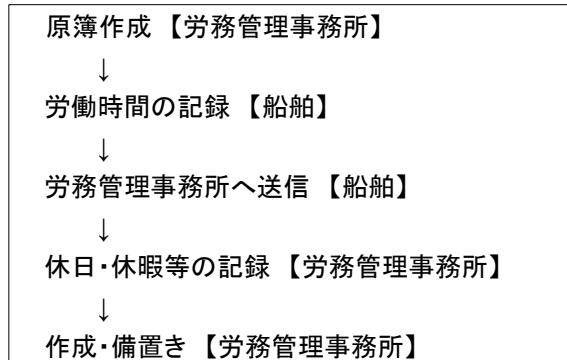 原簿作成 【労務管理事務所】
↓
労働時間の記録 【船舶】
↓
労務管理事務所へ送信 【船舶】
↓
休日・休暇等の記録 【労務管理事務所】
↓
作成・備置き 【労務管理事務所】